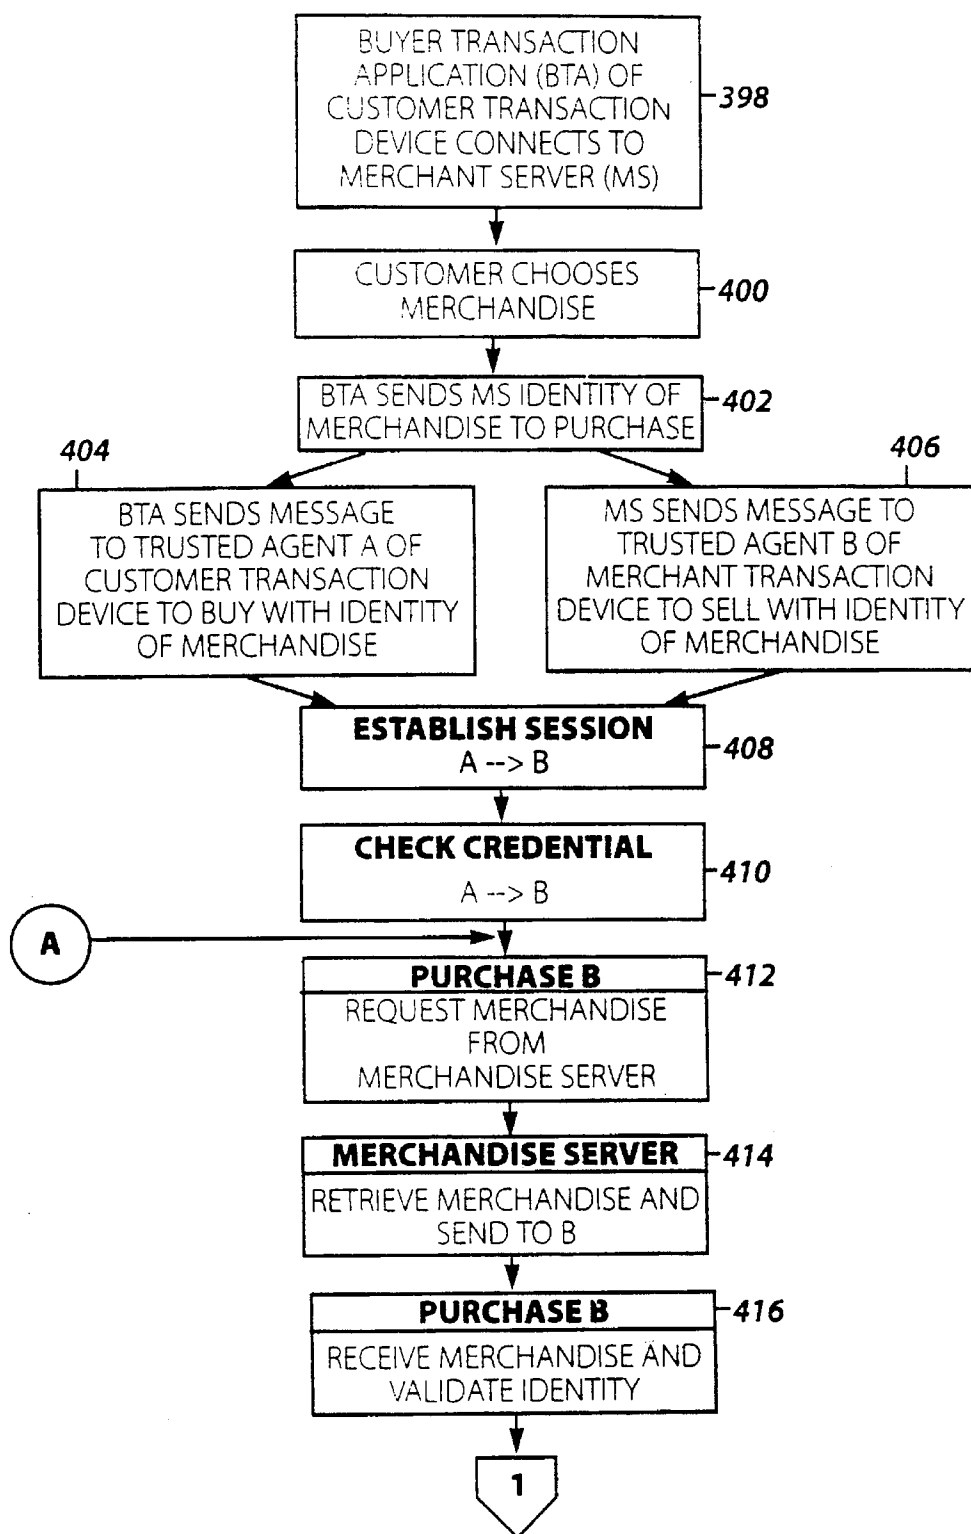 BUYER TRANSACTION
APPLICATION (BTA) OF
CUSTOMER TRANSACTION
DEVICE CONNECTS TO
MERCHANT SERVER (MS)
398
CUSTOMER CHOOSES
MERCHANDISE
400
BTA SENDS MS IDENTITY OF
MERCHANDISE TO PURCHASE
402
404
BTA SENDS MESSAGE
TO TRUSTED AGENT A OF
CUSTOMER TRANSACTION
DEVICE TO BUY WITH IDENTITY
OF MERCHANDISE
406
MS SENDS MESSAGE TO
TRUSTED AGENT B OF
MERCHANT TRANSACTION
DEVICE TO SELL WITH IDENTITY
OF MERCHANDISE
ESTABLISH SESSION
A --> B
408
CHECK CREDENTIAL
A --> B
410
A
PURCHASE B
412
REQUEST MERCHANDISE
FROM
MERCHANDISE SERVER
MERCHANDISE SERVER
414
RETRIEVE MERCHANDISE AND
SEND TO B
PURCHASE B
416
RECEIVE MERCHANDISE AND
VALIDATE IDENTITY
1